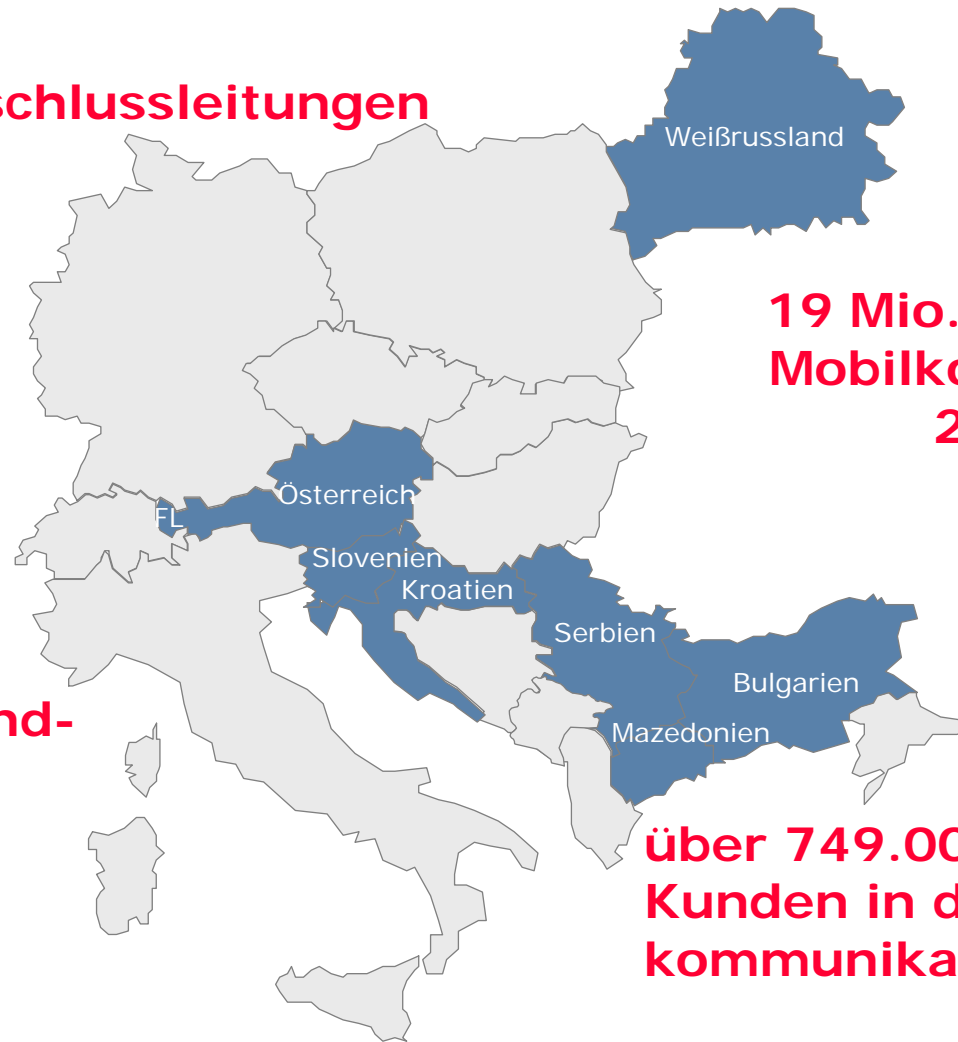 schlussleitungen
Weißrussland
19 Mio.
Mobilko
2
Österreich
FL
Slovenien
Kroatien
Serbien
Bulgarien
nd-
Mazedonien
über 749.00
Kunden in d
kommunika